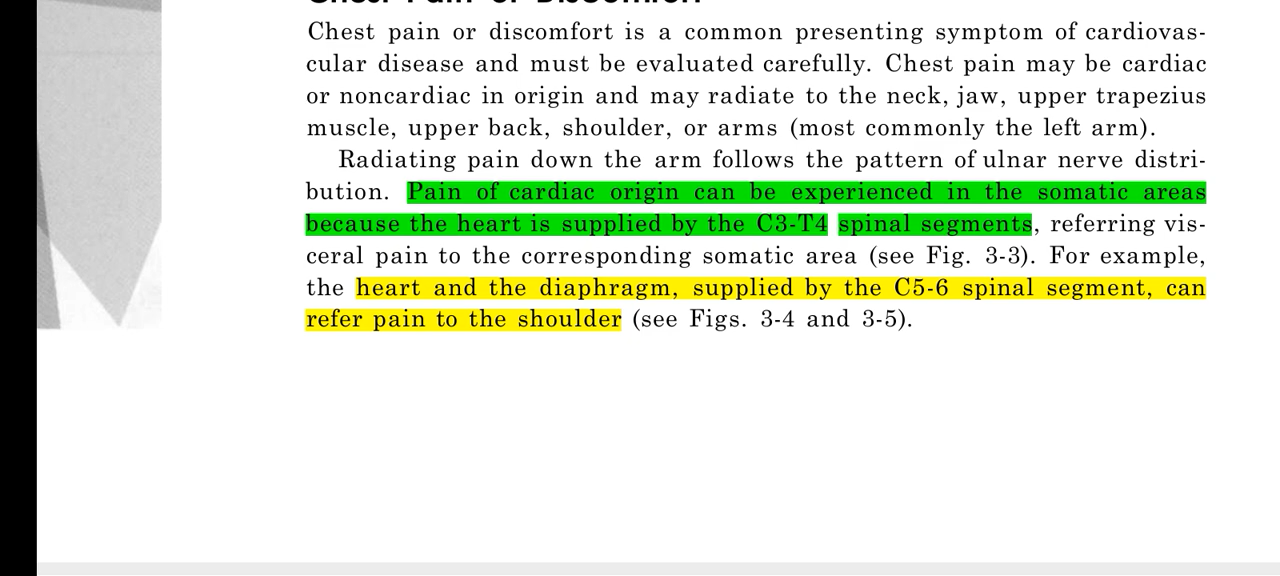 Chest Pain or Discomfort
Chest pain or discomfort is a common presenting symptom of cardiovas-
cular disease and must be evaluated carefully. Chest pain may be cardiac
or noncardiac in origin and may radiate to the neck, jaw, upper trapezius
muscle, upper back, shoulder, or arms (most commonly the left arm).
Radiating pain down the arm follows the pattern of ulnar nerve distri-
bution. Pain of cardiac origin can be experienced in the somatic areas
because the heart is supplied by the C3-T4 spinal segments, referring vis-
ceral pain to the corresponding somatic area (see Fig. 3-3). For example,
the heart and the diaphragm, supplied by the C5-6 spinal segment, can
refer pain to the shoulder (see Figs. 3-4 and 3-5).